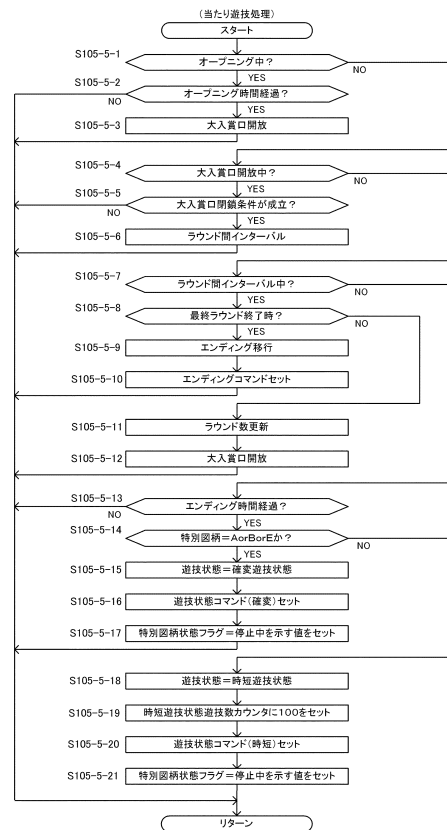 (当たり遊技処理)
スタート
S105-5-1
オープニング中?
NO
YES
S105-5-2
オープニング時間経過?
NO
YES
S105-5-3
大入賞口開放
S105-5-4
大入賞口開放中?
NO
YES
S105-5-5
大入賞口閉鎖条件が成立?
NO
YES
S105-5-6
ラウンド間インターバル
S105-5-7
ラウンド間インターバル中?
NO
YES
S105-5-8
最終ラウンド終了時?
NO
YES
S105-5-9
エンディング移行
S105-5-10
エンディングコマンドセット
S105-5-11
ラウンド数更新
S105-5-12
大入賞口開放
S105-5-13
エンディング時間経過?
NO
YES
S105-5-14
特別図柄=AorBorEか?
NO
YES
S105-5-15
遊技状態=確変遊技状態
S105-5-16
遊技状態コマンド(確変)セット
S105-5-17
特別図柄状態フラグ=停止中を示す値をセット
S105-5-18
遊技状態=時短遊技状態
S105-5-19
時短遊技状態遊技数カウンタに100をセット
S105-5-20
遊技状態コマンド(時短)セット
S105-5-21
特別図柄状態フラグ=停止中を示す値をセット
リターン